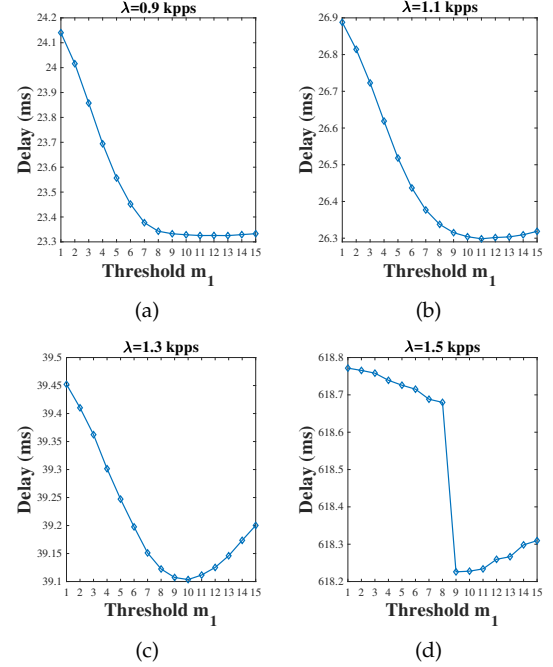 λ=0.9 kpps
24.2
24.1
24
23.9
23.8
23.7
23.6
23.5
23.4
23.3
Delay (ms)
1 2 3 4 5 6 7 8 9 10 11 12 13 14 15
Threshold m1
(a)
λ=1.1 kpps
26.9
26.8
26.7
26.6
26.5
26.4
26.3
Delay (ms)
1 2 3 4 5 6 7 8 9 10 11 12 13 14 15
Threshold m1
(b)
λ=1.3 kpps
39.5
39.45
39.4
39.35
39.3
39.25
39.2
39.15
39.1
Delay (ms)
1 2 3 4 5 6 7 8 9 10 11 12 13 14 15
Threshold m1
(c)
λ=1.5 kpps
618.8
618.7
618.6
618.5
618.4
618.3
618.2
Delay (ms)
1 2 3 4 5 6 7 8 9 10 11 12 13 14 15
Threshold m1
(d)